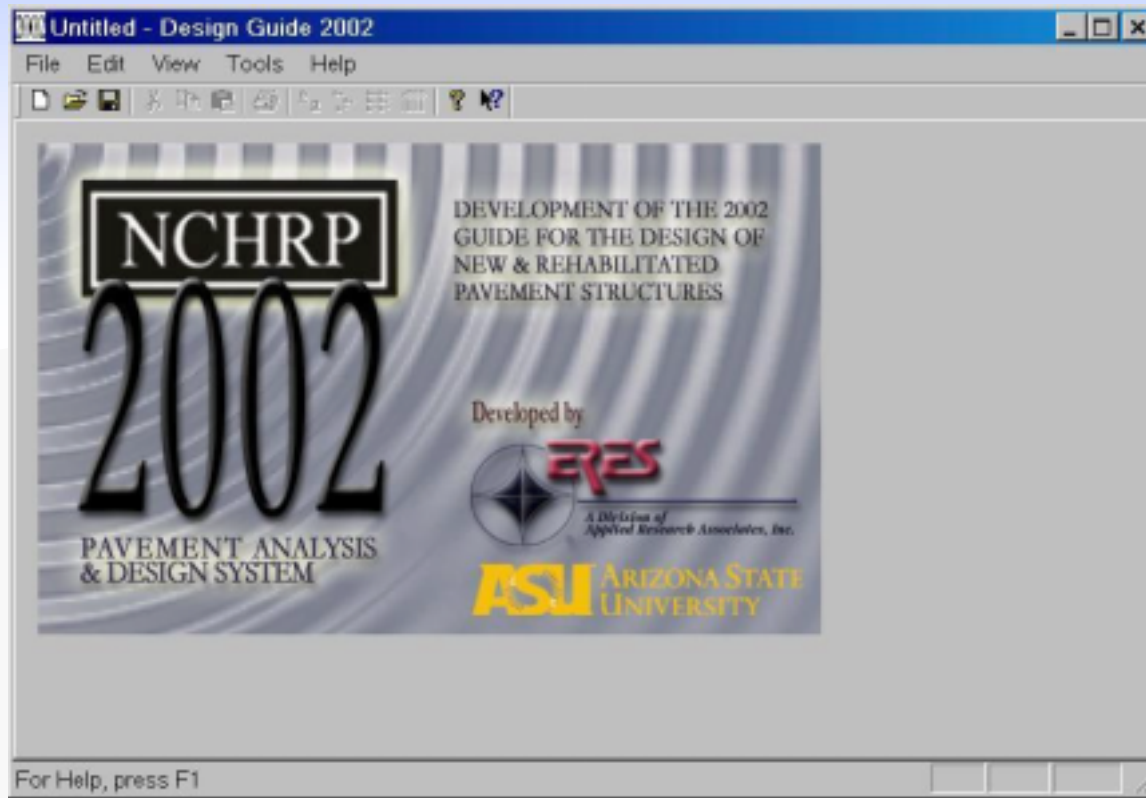 Untitled - Design Guide 2002
File Edit View Tools Help
NCHRP
2002
PAVEMENT ANALYSIS
& DESIGN SYSTEM
DEVELOPMENT OF THE 2002
GUIDE FOR THE DESIGN OF
NEW & REHABILITATED
PAVEMENT STRUCTURES
Developed by
ERES
A Division of
Applied Research Associates, Inc.
ASU ARIZONA STATE
UNIVERSITY
For Help, press F1